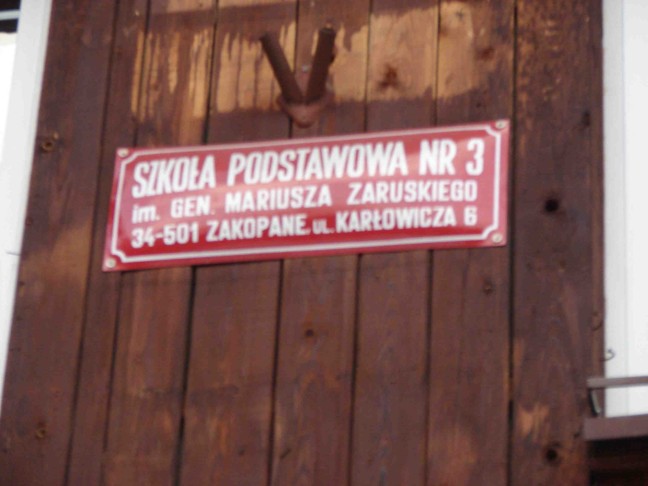 SZKOŁA PODSTAWOWA NR 3
im. GEN. MARIUSZA ZARUSKIEGO
34-501 ZAKOPANE. UL. KARŁOWICZA 6